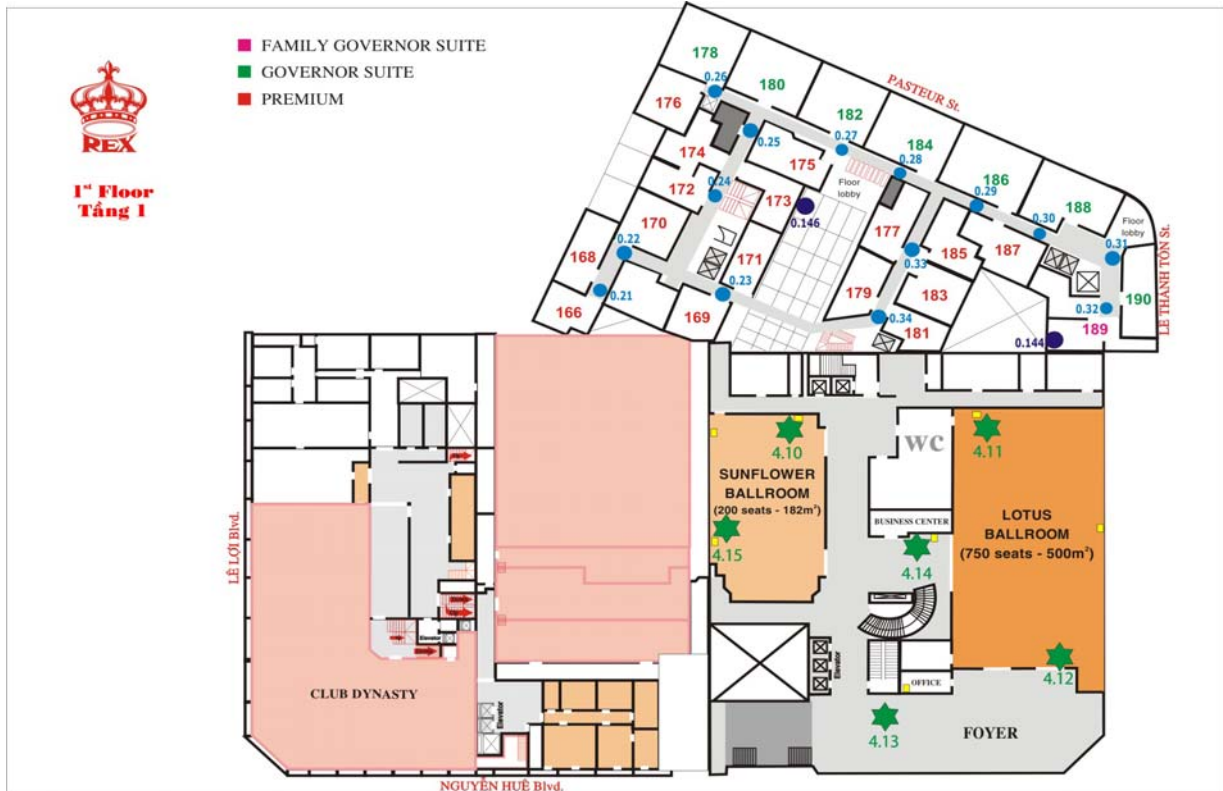 REX
1st Floor
Tầng 1
FAMILY GOVERNOR SUITE
GOVERNOR SUITE
PREMIUM
PASTEUR St.
LÊ THÁNH TÔN St.
178
0.26
180
176
182
0.25
0.27
174
175
184
0.28
172
0.24
173
Floor
lobby
186
0.29
188
Floor
lobby
170
0.146
177
0.30
0.22
185
187
0.31
168
171
0.33
0.21
0.23
179
183
190
166
169
0.34
0.32
181
189
0.144
4.10
SUNFLOWER
BALLROOM
(200 seats - 182m²)
4.15
WC
BUSINESS CENTER
4.14
4.11
LOTUS
BALLROOM
(750 seats - 500m²)
4.12
LÊ LỢI Blvd.
Elevator
CLUB DYNASTY
Elevator
Elevator
OFFICE
4.13
FOYER
NGUYỄN HUỆ Blvd.